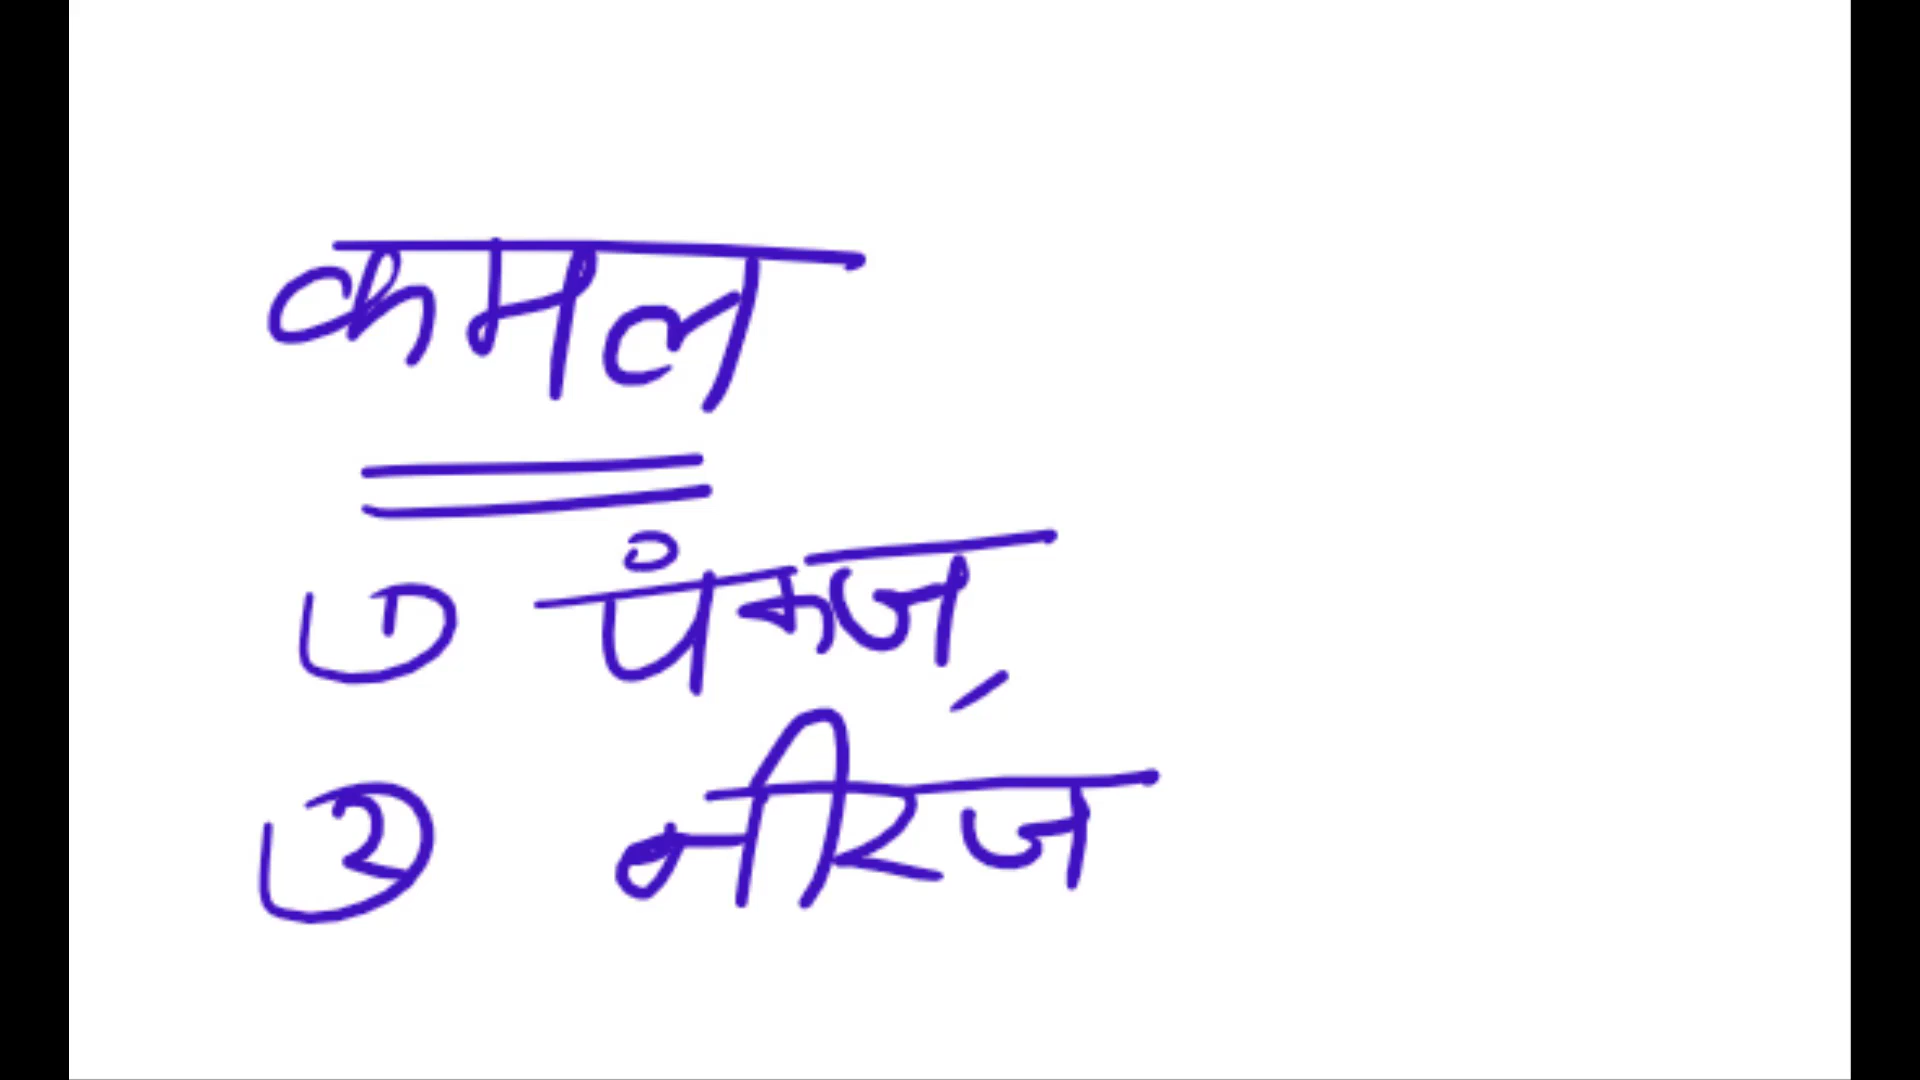 कमल
① पंकज,
② नीरज